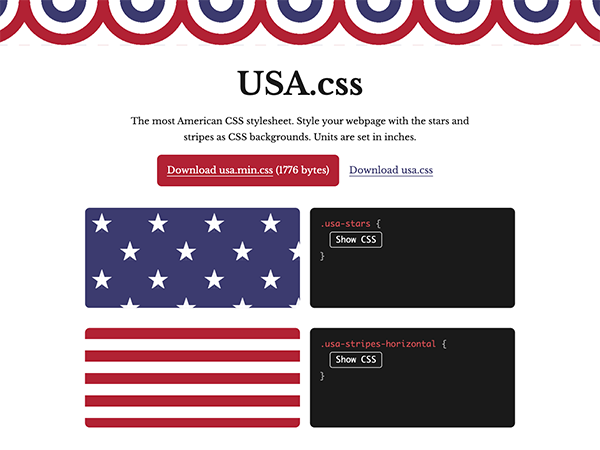 USA.css
The most American CSS stylesheet. Style your webpage with the stars and
stripes as CSS backgrounds. Units are set in inches.
Download usa.min.css (1776 bytes) Download usa.css
.usa-stars {
Show CSS
}
.usa-stripes-horizontal {
Show CSS
}